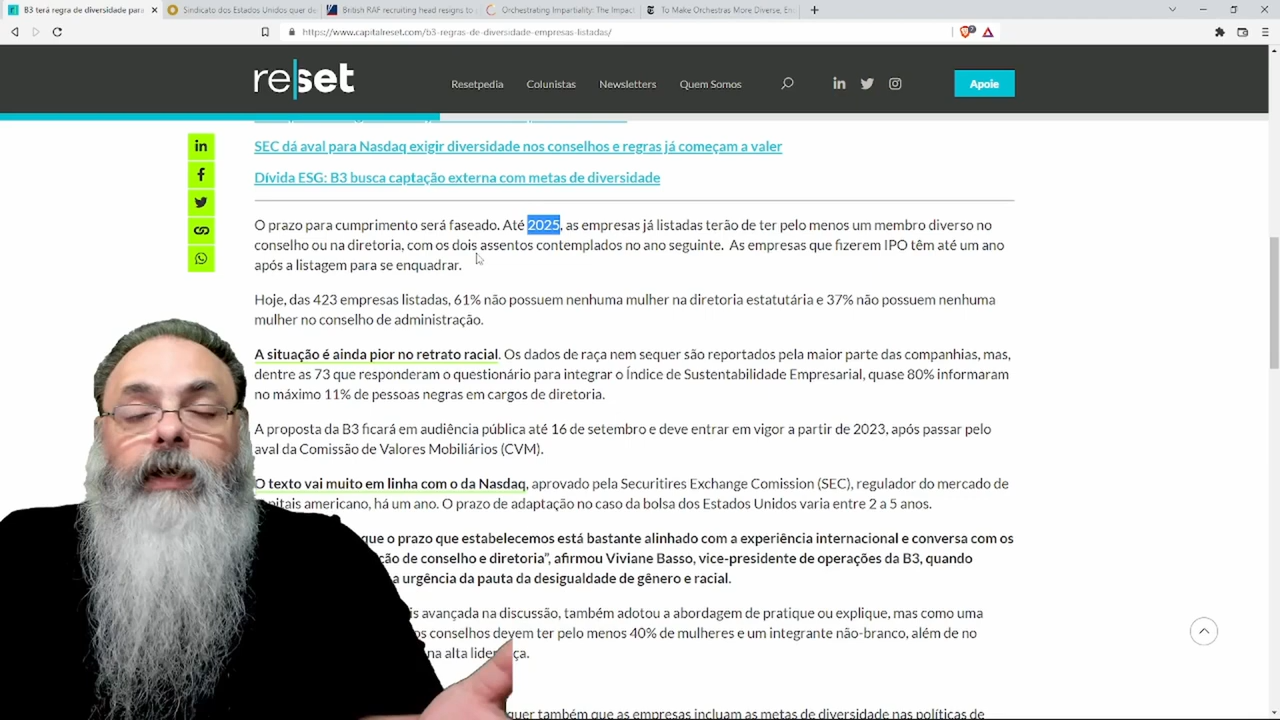 B3 terá regra de diversidade para
Sindicato dos Estados Unidos quer de
British RAF recruiting head resigns to
Orchestrating Impartiality: The Impact
To Make Orchestras More Diverse, En
https://www.capitalreset.com/b3-regras-de-diversidade-empresas-listadas/
reset
Resetpedia
Colunistas
Newsletters
Quem Somos
Apoie
SEC dá aval para Nasdaq exigir diversidade nos conselhos e regras já começam a valer
Dívida ESG: B3 busca captação externa com metas de diversidade
O prazo para cumprimento será faseado. Até 2025, as empresas já listadas terão de ter pelo menos um membro diverso no
conselho ou na diretoria, com os dois assentos contemplados no ano seguinte. As empresas que fizerem IPO têm até um ano
após a listagem para se enquadrar.
Hoje, das 423 empresas listadas, 61% não possuem nenhuma mulher na diretoria estatutária e 37% não possuem nenhuma
mulher no conselho de administração.
A situação é ainda pior no retrato racial. Os dados de raça nem sequer são reportados pela maior parte das companhias, mas,
dentre as 73 que responderam o questionário para integrar o Índice de Sustentabilidade Empresarial, quase 80% informaram
no máximo 11% de pessoas negras em cargos de diretoria.
A proposta da B3 ficará em audiência pública até 16 de setembro e deve entrar em vigor a partir de 2023, após passar pelo
aval da Comissão de Valores Mobiliários (CVM).
O texto vai muito em linha com o da Nasdaq, aprovado pela Securitires Exchange Comission (SEC), regulador do mercado de
pitais americano, há um ano. O prazo de adaptação no caso da bolsa dos Estados Unidos varia entre 2 a 5 anos.
que o prazo que estabelecemos está bastante alinhado com a experiência internacional e conversa com os
ção de conselho e diretoria”, afirmou Viviane Basso, vice-presidente de operações da B3, quando
a urgência da pauta da desigualdade de gênero e racial.
is avançada na discussão, também adotou a abordagem de pratique ou explique, mas como uma
os conselhos devem ter pelo menos 40% de mulheres e um integrante não-branco, além de no
na alta liderança.
quer também que as empresas incluam as metas de diversidade nas políticas de